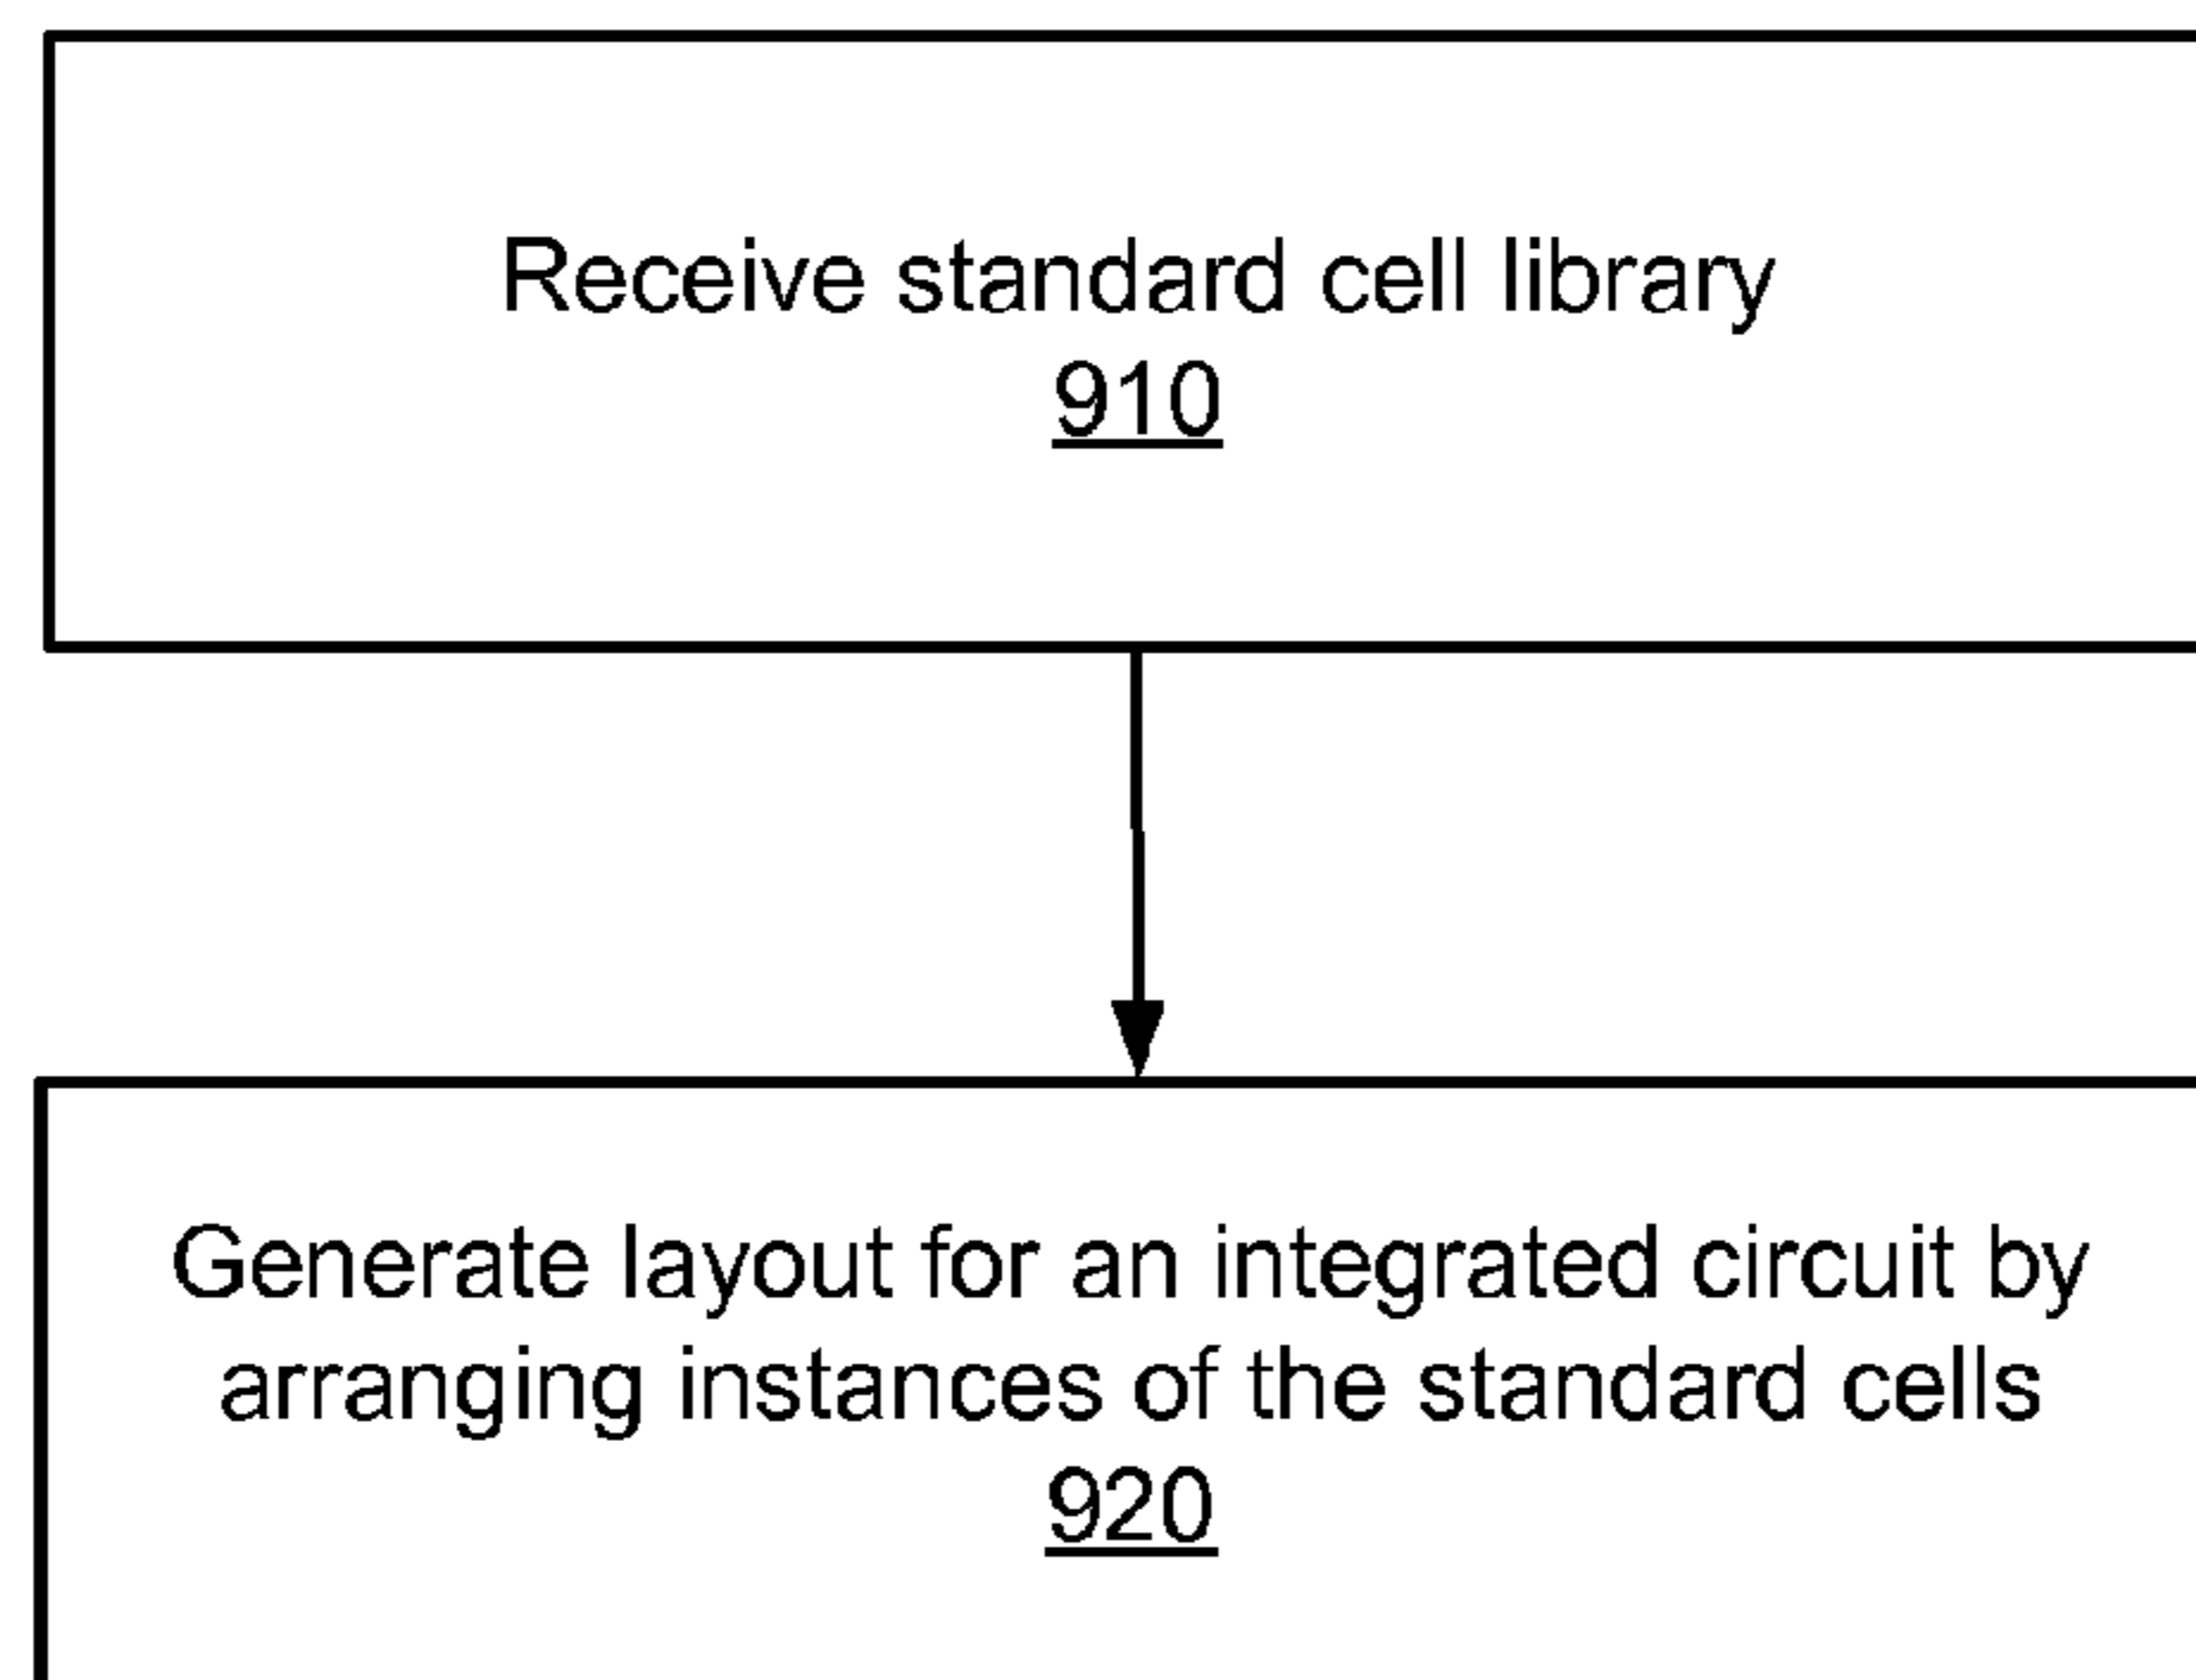 Receive standard cell library
910
Generate layout for an integrated circuit by
arranging instances of the standard cells
920